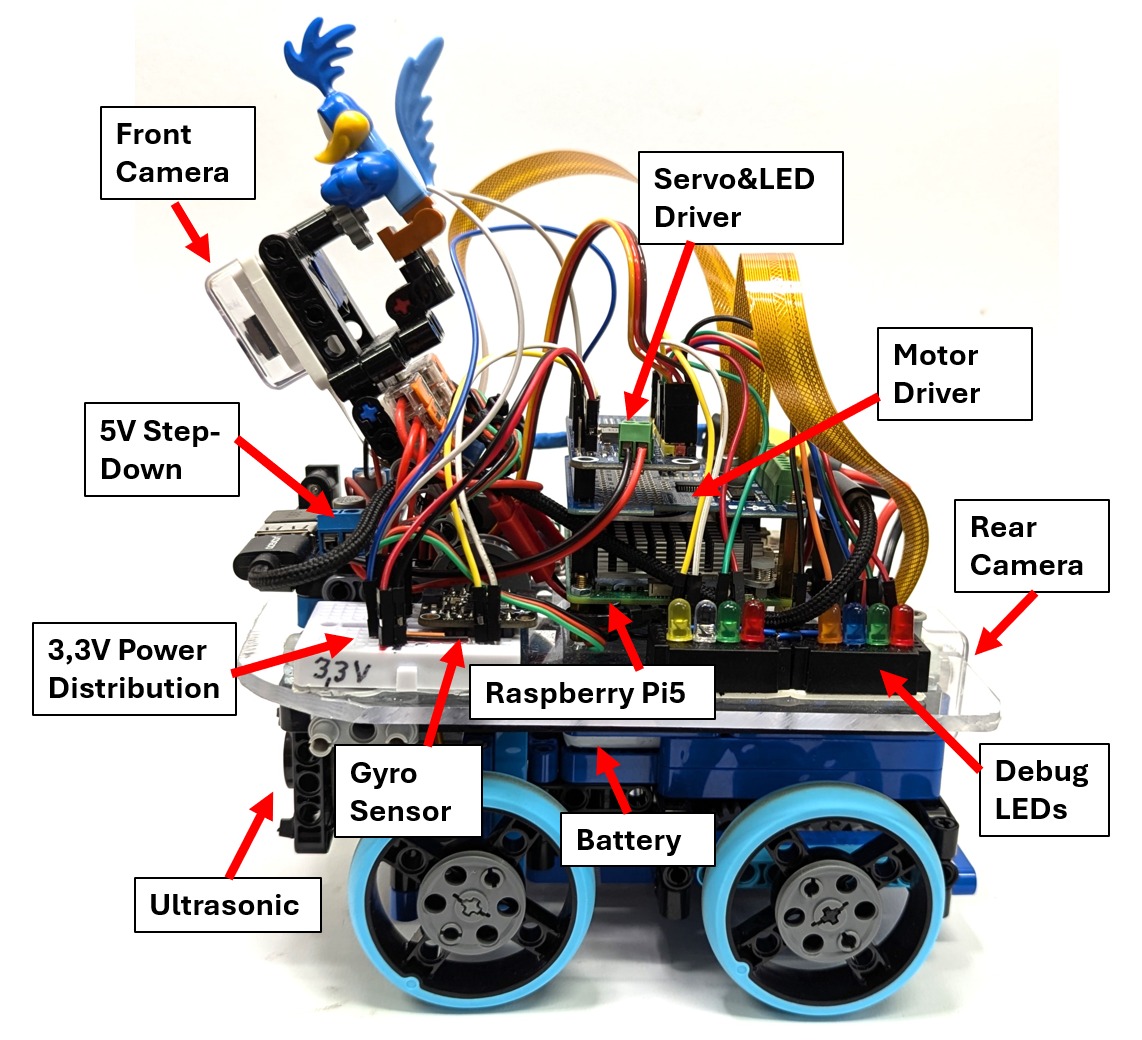 Front
Camera
Servo&LED
Driver
Motor
Driver
5V Step-
Down
Rear
Camera
3,3V Power
Distribution
3,3V
Raspberry Pi5
Gyro
Sensor
Debug
LEDs
Battery
Ultrasonic